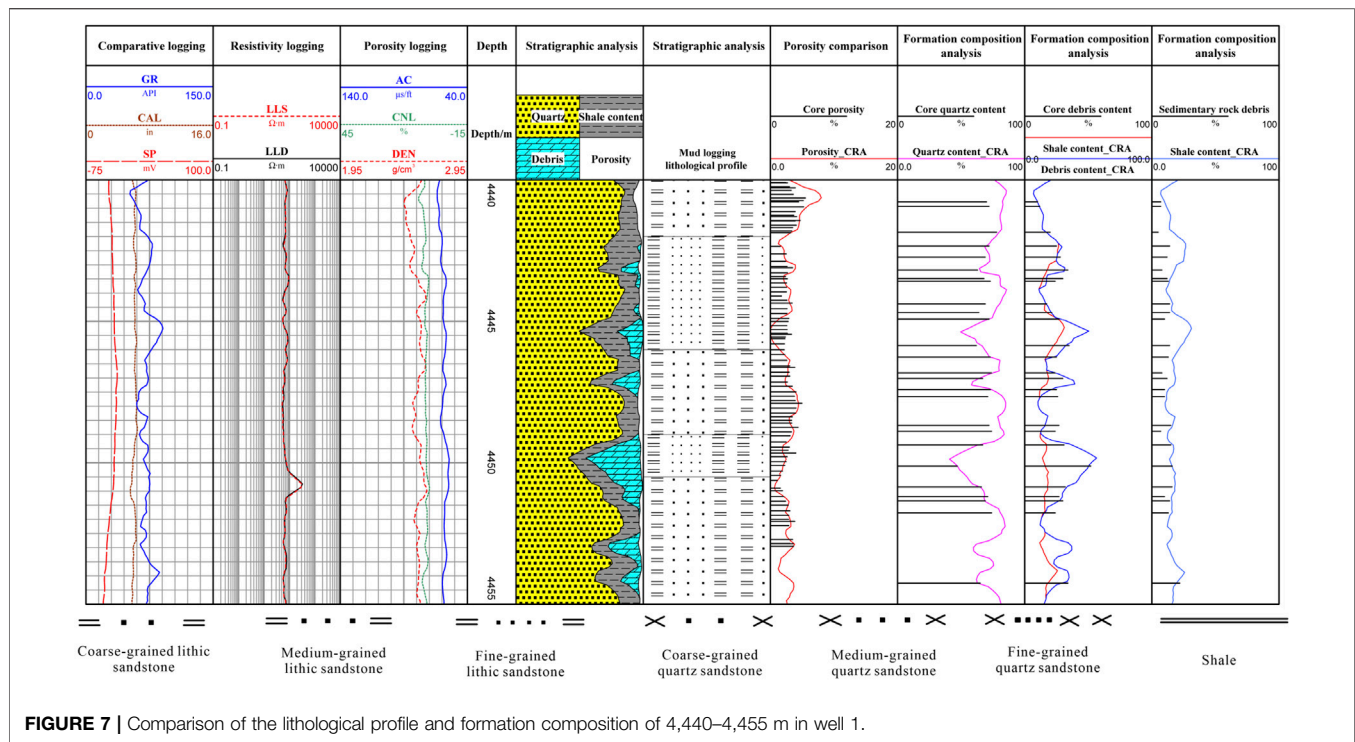 Comparative logging
Resistivity logging
Porosity logging
Depth
Stratigraphic analysis
Stratigraphic analysis
Porosity comparison
Formation composition
analysis
Formation composition
analysis
Formation composition
analysis
GR
0.0 API 150.0
CAL
0 in 16.0
SP
-75 mV 100.0
LLS
0.1 Ω·m 10000
LLD
0.1 Ω·m 10000
AC
140.0 μs/ft 40.0
CNL
45 % -15
DEN
1.95 g/cm³ 2.95
Depth/m
Quartz
Shale content
Debris
Porosity
Mud logging
lithological profile
Core porosity
0 % 20
Porosity_CRA
0.0 % 20
Core quartz content
0 % 100
Quartz content_CRA
0.0 % 100
Core debris content
0 % 100
Shale content_CRA
0.0 100.0
Debris content_CRA
Sedimentary rock debris
0 % 100
Shale content_CRA
0.0 % 100
4440
4445
4450
4455
Coarse-grained lithic
sandstone
Medium-grained
lithic sandstone
Fine-grained
lithic sandstone
Coarse-grained
quartz sandstone
Medium-grained
quartz sandstone
Fine-grained
quartz sandstone
Shale
FIGURE 7 | Comparison of the lithological profile and formation composition of 4,440–4,455 m in well 1.